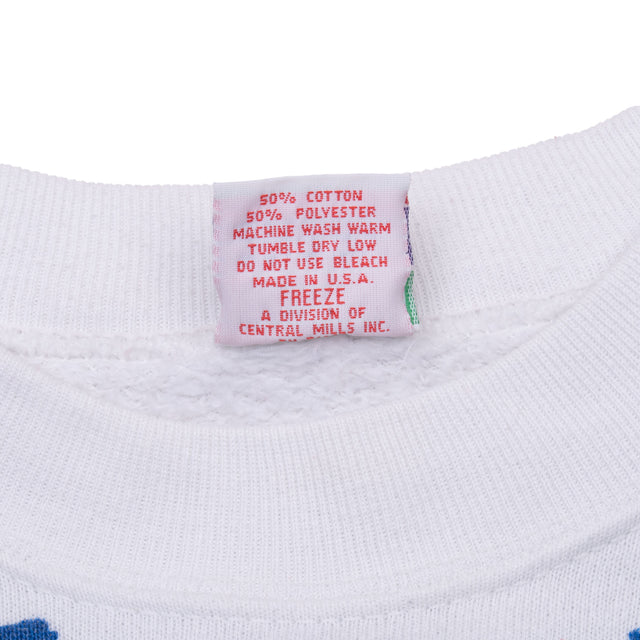 50% COTTON
50% POLYESTER
MACHINE WASH WARM
TUMBLE DRY LOW
DO NOT USE BLEACH
MADE IN U.S.A.
FREEZE
A DIVISION OF
CENTRAL MILLS INC.